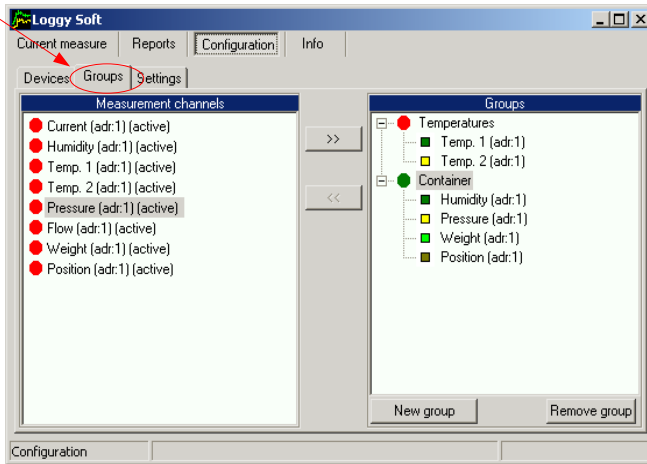 Loggy Soft
Current measure Reports Configuration Info
Devices Groups Settings
Measurement channels
Current (adr:1) (active)
Humidity (adr:1) (active)
Temp. 1 (adr:1) (active)
Temp. 2 (adr:1) (active)
Pressure (adr:1) (active)
Flow (adr:1) (active)
Weight (adr:1) (active)
Position (adr:1) (active)
>>
<<
Groups
Temperatures
Temp. 1 (adr:1)
Temp. 2 (adr:1)
Container
Humidity (adr:1)
Pressure (adr:1)
Weight (adr:1)
Position (adr:1)
New group Remove group
Configuration